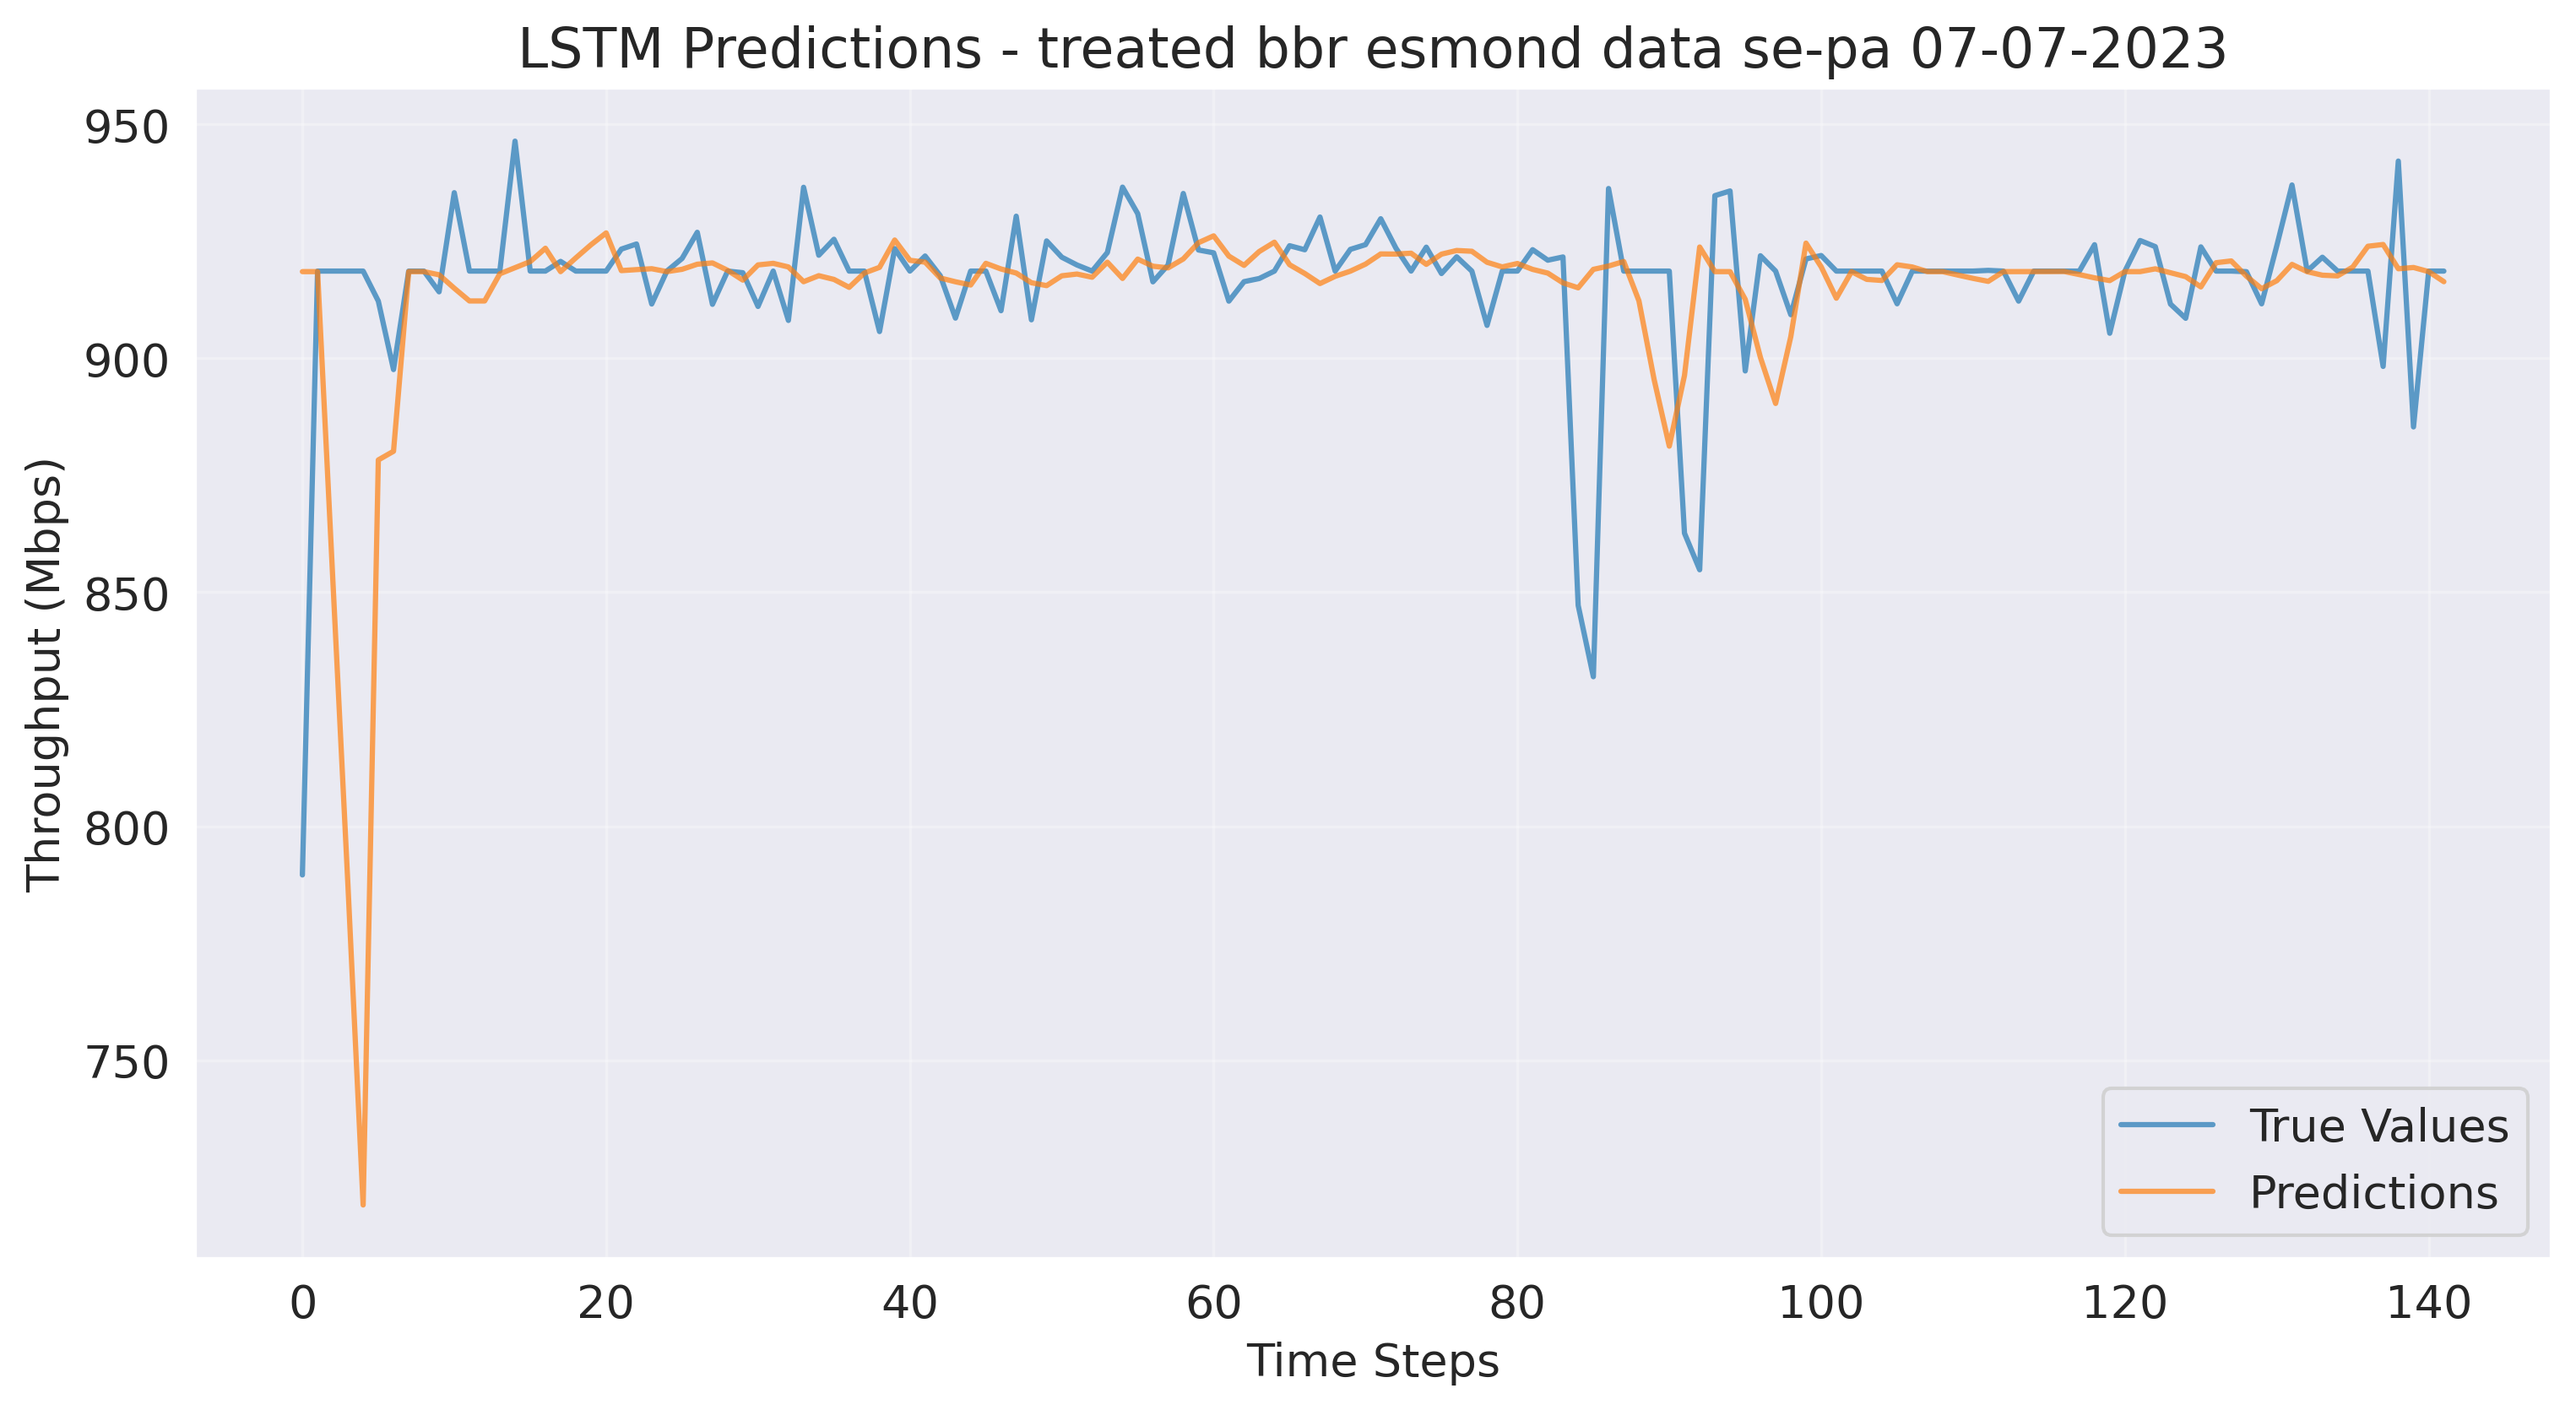 LSTM Predictions - treated bbr esmond data se-pa 07-07-2023
Throughput (Mbps)
950
900
850
800
750
True Values
Predictions
0 20 40 60 80 100 120 140
Time Steps